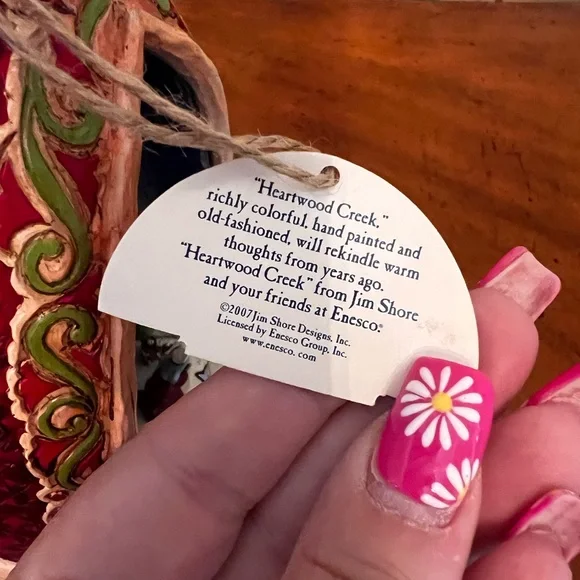 "Heartwood Creek."
richly colorful, hand painted and
old-fashioned, will rekindle warm
thoughts from years ago.
"Heartwood Creek" from Jim Shore
and your friends at Enesco.®
©2007Jim Shore Designs, Inc.
Licensed by Enesco Group, Inc.
www.enesco. com